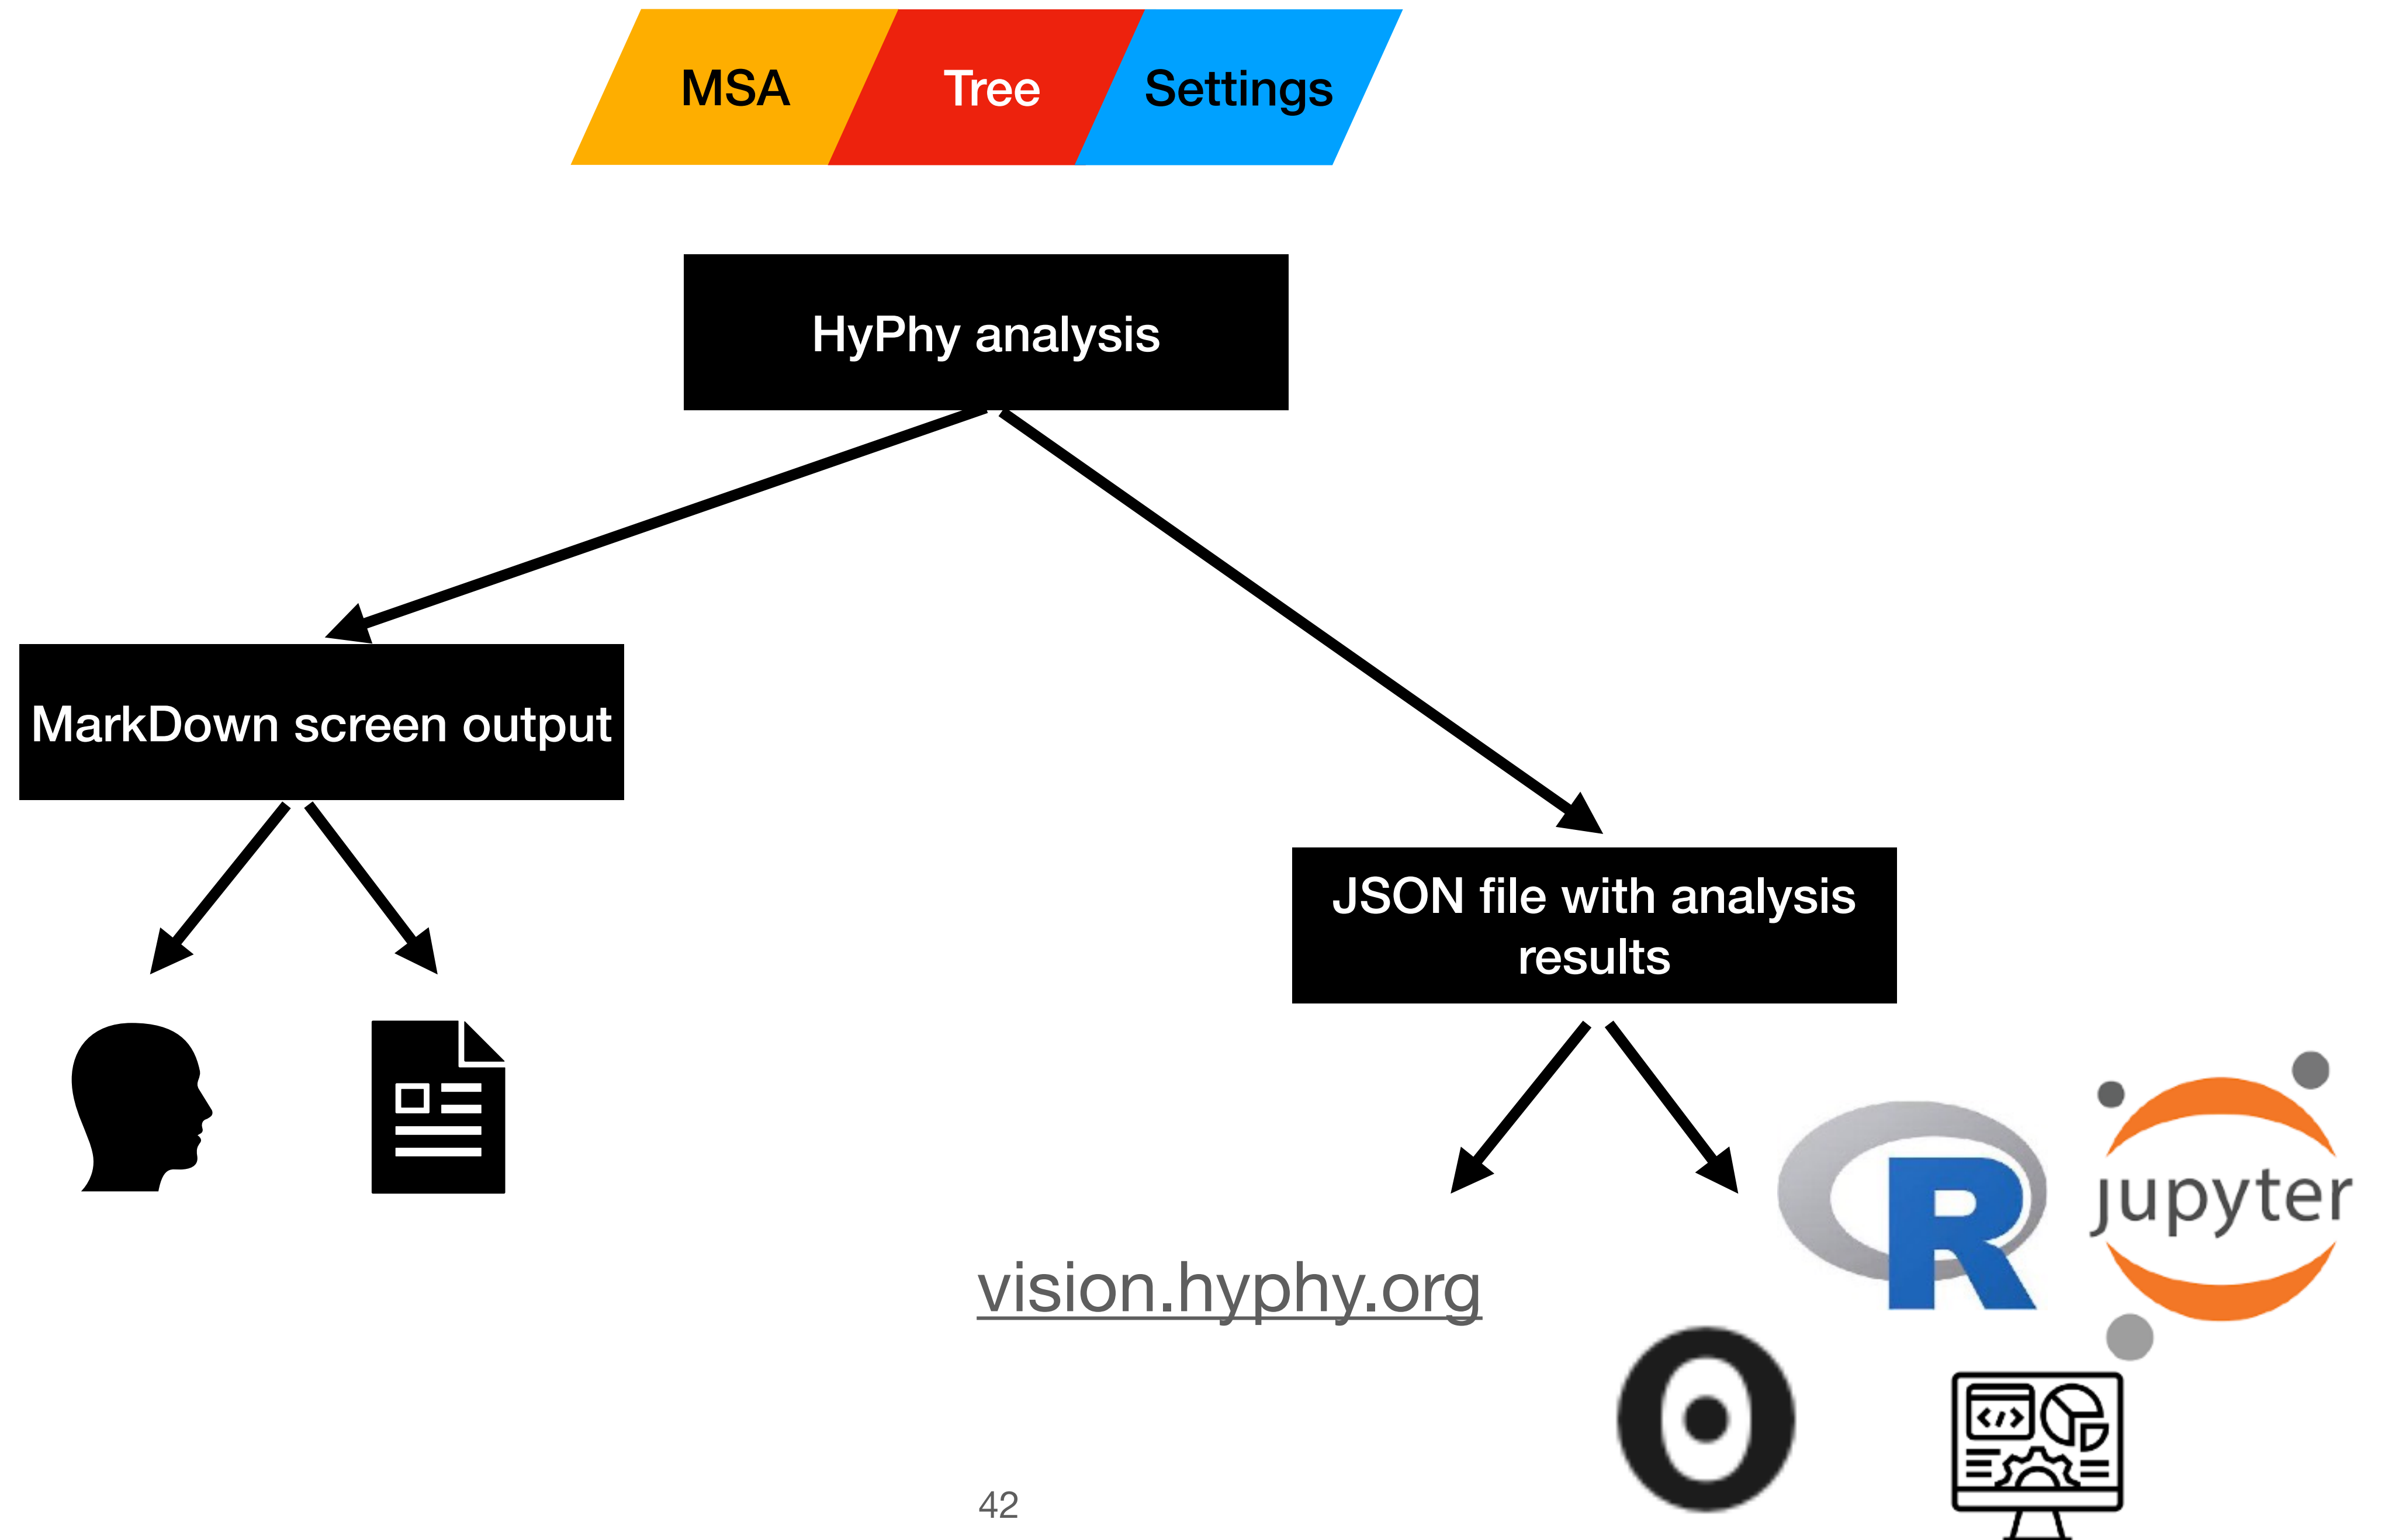 MSA
Tree
Settings
HyPhy analysis
MarkDown screen output
JSON file with analysis
results
R
jupyter
vision.hyphy.org
</>
42